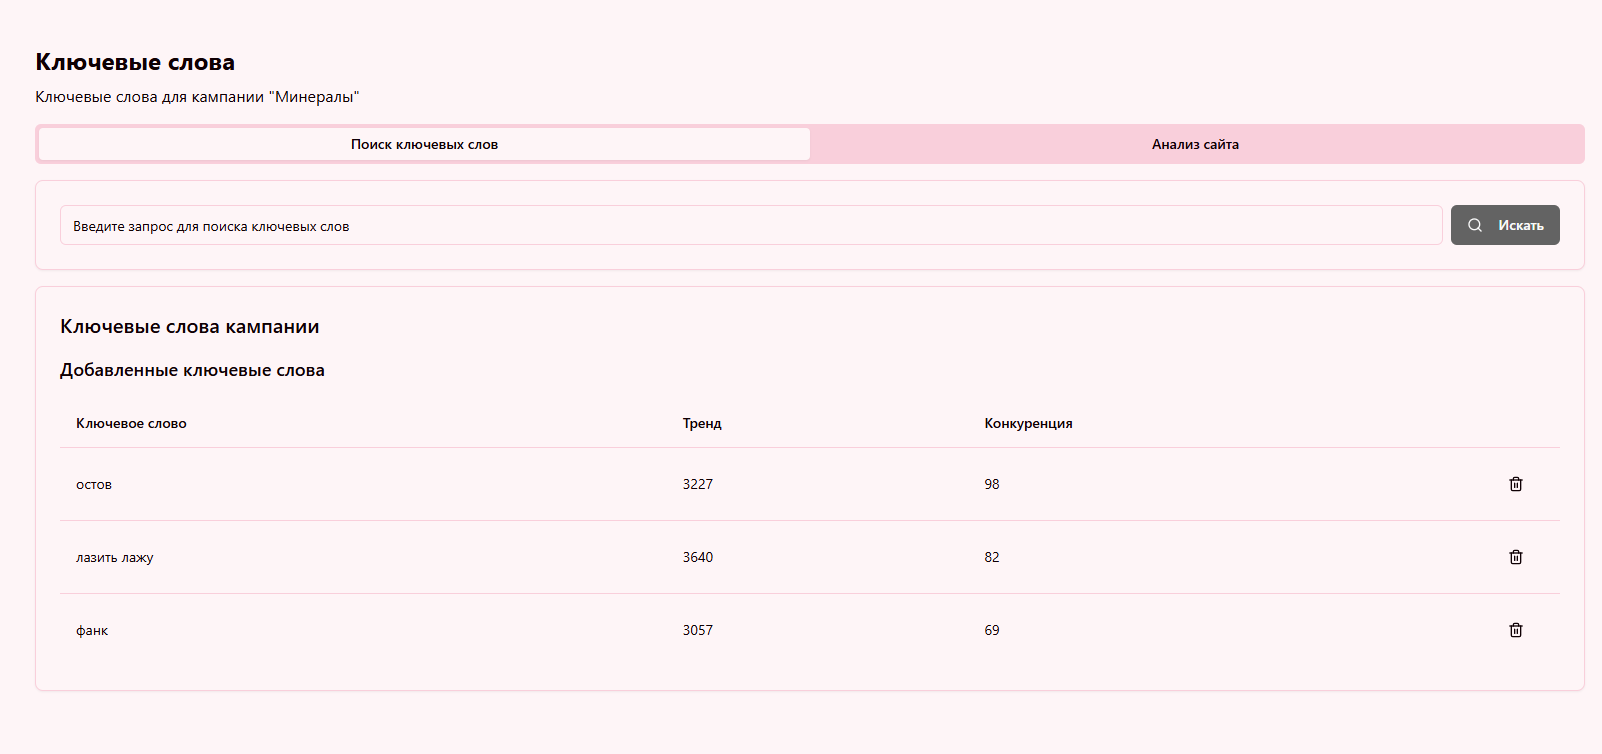 Ключевые слова
Ключевые слова для кампании "Минералы"
Поиск ключевых слов Анализ сайта
Введите запрос для поиска ключевых слов Искать
Ключевые слова кампании
Добавленные ключевые слова
Ключевое слово Тренд Конкуренция
остов 3227 98
лазить лажу 3640 82
фанк 3057 69